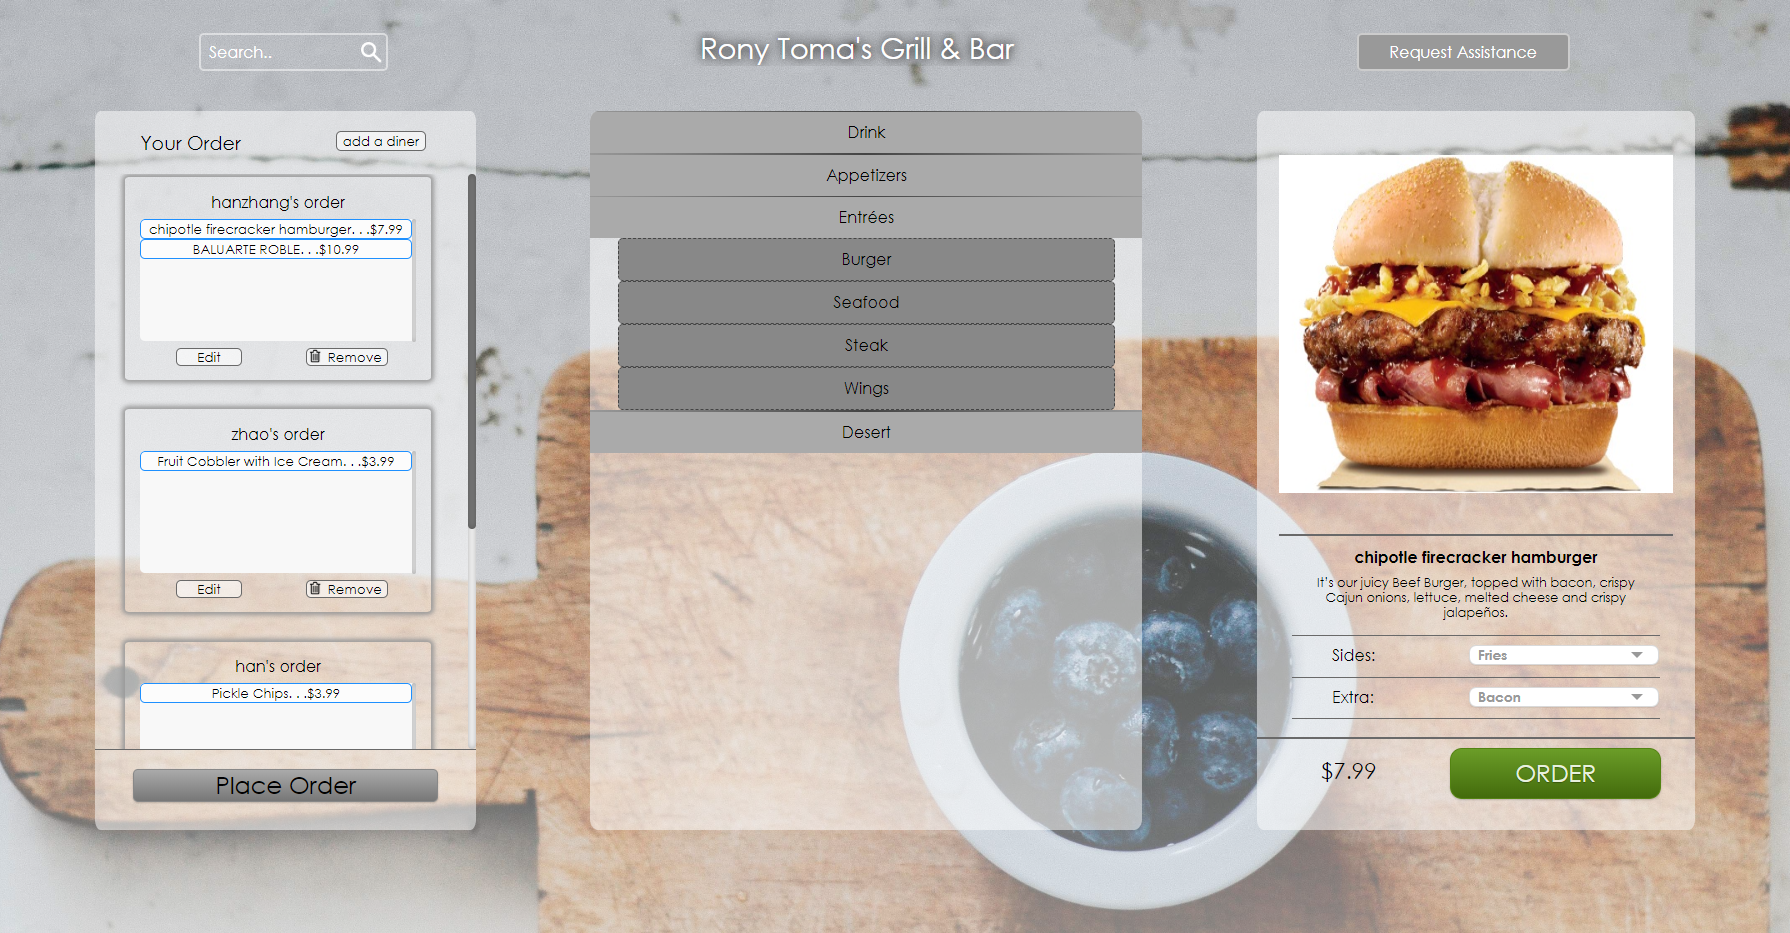 Search..
Rony Toma's Grill & Bar
Request Assistance
Your Order
add a diner
hanzhang's order
chipotle firecracker hamburger. . .$7.99
BALUARTE ROBLE. . .$10.99
Edit
Remove
zhao's order
Fruit Cobbler with Ice Cream. . .$3.99
Edit
Remove
han's order
Pickle Chips. . .$3.99
Place Order
Drink
Appetizers
Entrées
Burger
Seafood
Steak
Wings
Desert
chipotle firecracker hamburger
It's our juicy Beef Burger, topped with bacon, crispy
Cajun onions, lettuce, melted cheese and crispy
jalapeños.
Sides:
Fries
Extra:
Bacon
$7.99
ORDER